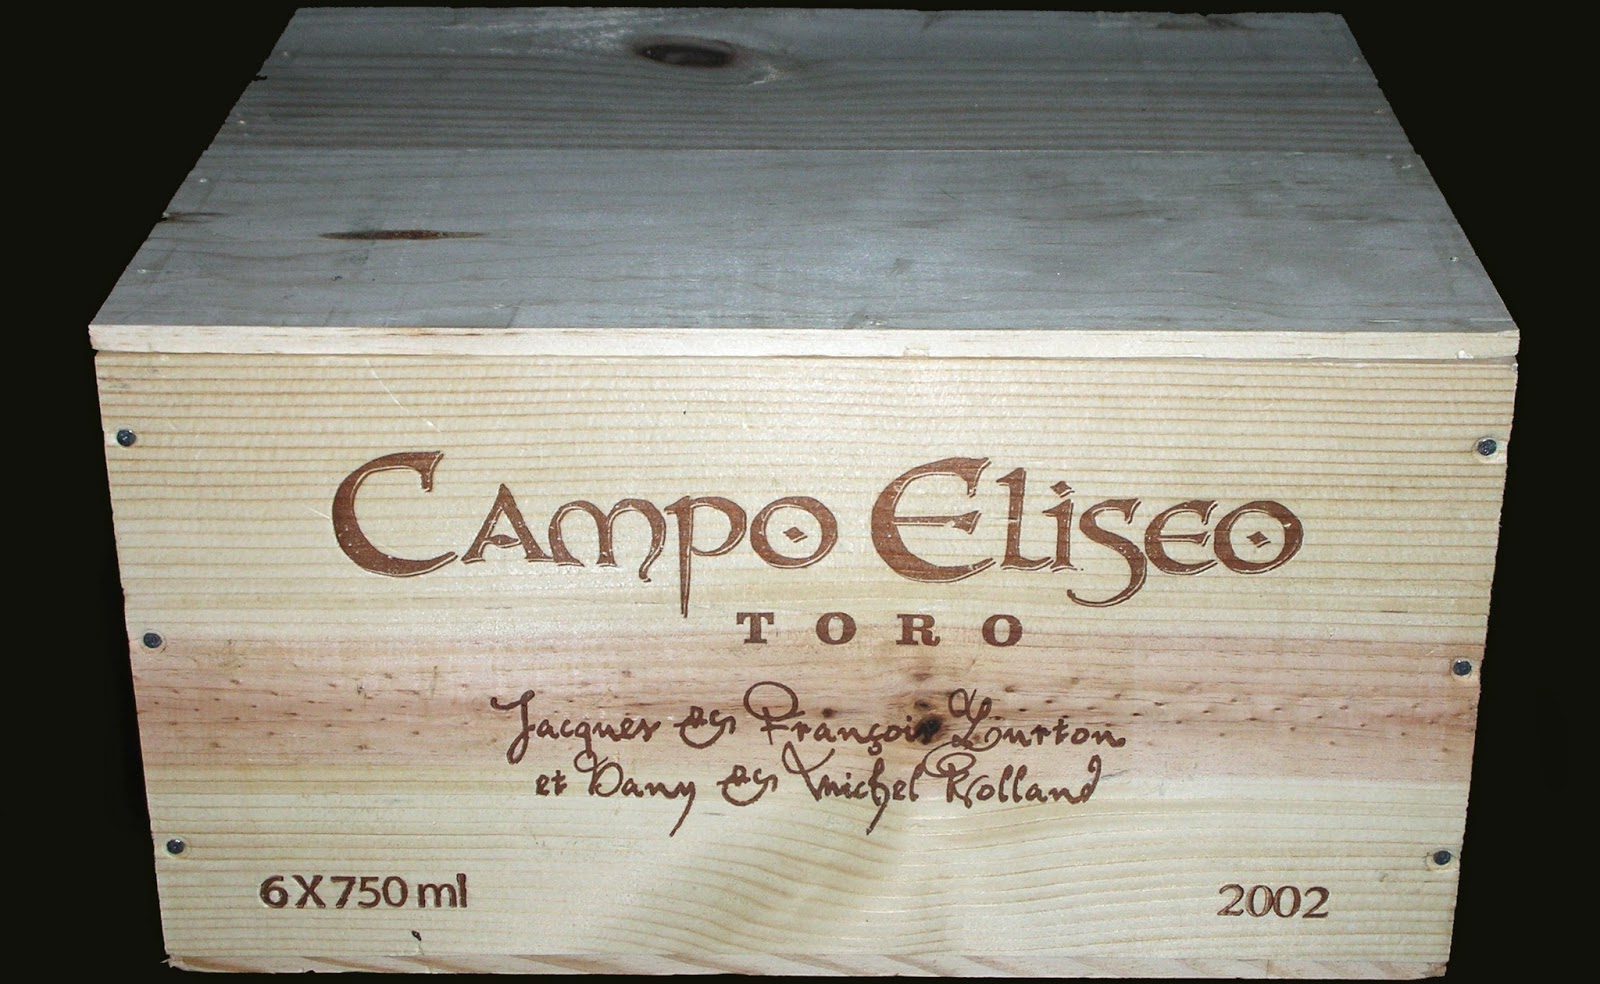 Campo Eliseo
TORO
Jacques & François Lurton
et Dany & Michel Rolland
6X750 ml
2002